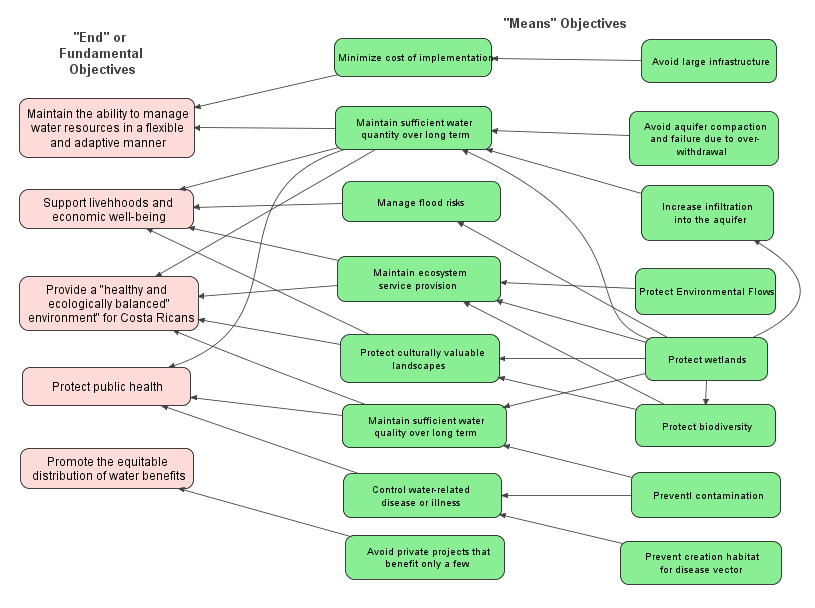 "Means" Objectives
"End" or
Fundamental
Objectives
Maintain the ability to manage
water resources in a flexible
and adaptive manner
Support livehhoods and
economic well-being
Provide a "healthy and
ecologically balanced"
environment" for Costa Ricans
Protect public health
Promote the equitable
distribution of water benefits
Minimize cost of implementation
Maintain sufficient water
quantity over long term
Manage flood risks
Maintain ecosystem
service provision
Protect culturally valuable
landscapes
Maintain sufficient water
quality over long term
Control water-related
disease or illness
Avoid private projects that
benefit only a few
Avoid large infrastructure
Avoid aquifer compaction
and failure due to over-
withdrawal
Increase infiltration
into the aquifer
Protect Environmental Flows
Protect wetlands
Protect biodiversity
Preventl contamination
Prevent creation habitat
for disease vector